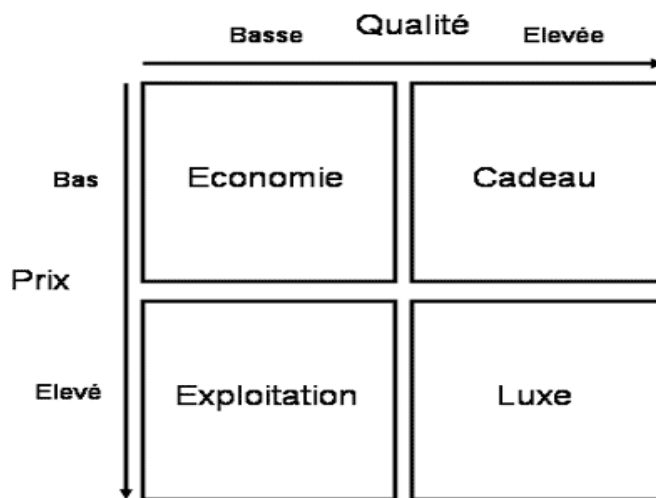 Qualité
Basse Elevée
Bas Economie Cadeau
Prix
Elevé Exploitation Luxe